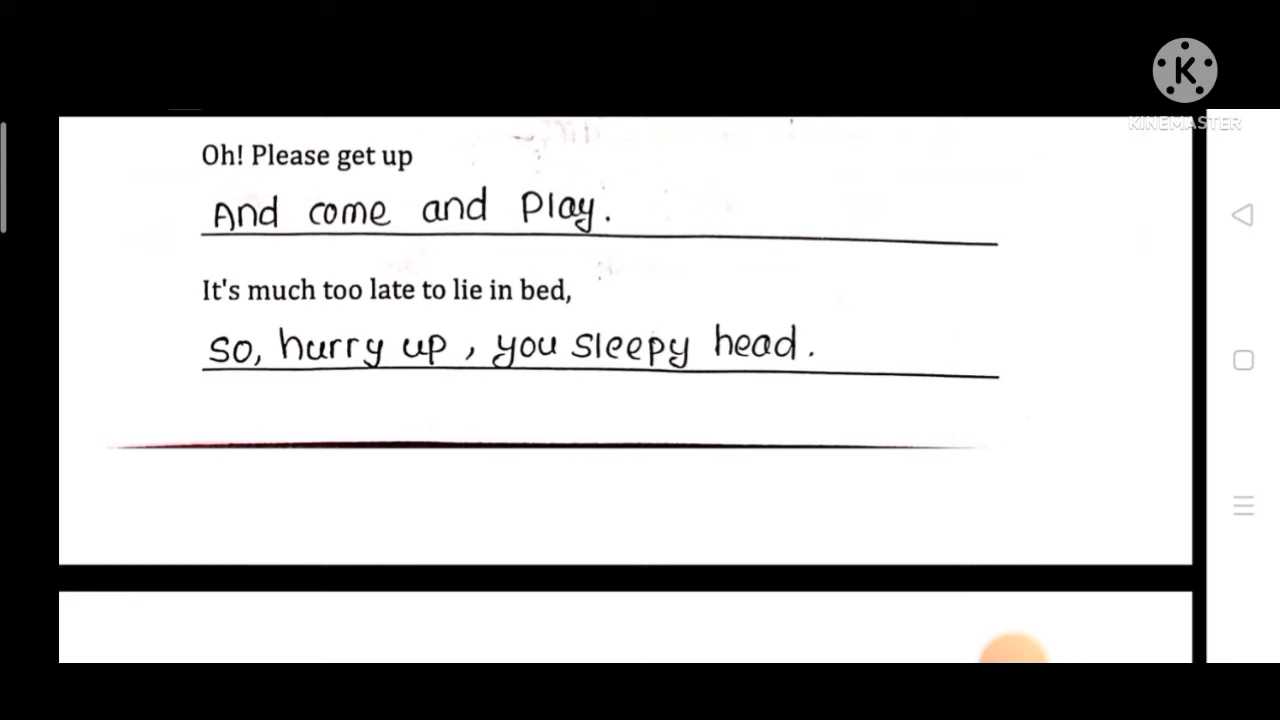 K
KINEMASTER
Oh! Please get up
And come and play.
It's much too late to lie in bed,
So, hurry up, you sleepy head.